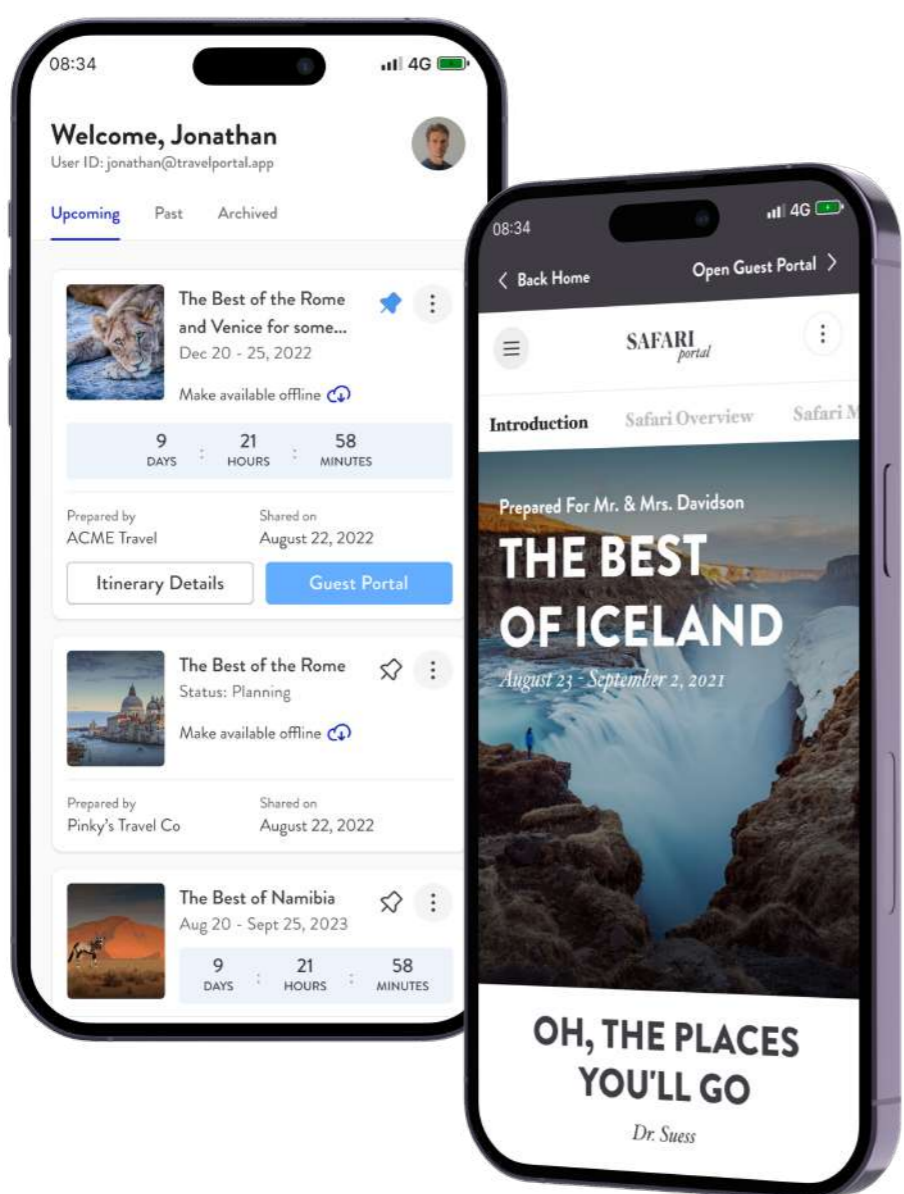 08:34
4G
Welcome, Jonathan
User ID: jonathan@travelportal.app
Upcoming Past Archived
The Best of the Rome
and Venice for some...
Dec 20 - 25, 2022
Make available offline
9 : 21 : 58
DAYS HOURS MINUTES
Prepared by Shared on
ACME Travel August 22, 2022
Itinerary Details Guest Portal
The Best of the Rome
Status: Planning
Make available offline
Prepared by Shared on
Pinky's Travel Co August 22, 2022
The Best of Namibia
Aug 20 - Sept 25, 2023
9 : 21 : 58
DAYS HOURS MINUTES
08:34
4G
Back Home Open Guest Portal
SAFARI
portal
Introduction Safari Overview Safari M
Prepared For Mr. & Mrs. Davidson
THE BEST
OF ICELAND
August 23 - September 2, 2021
OH, THE PLACES
YOU'LL GO
Dr. Suess